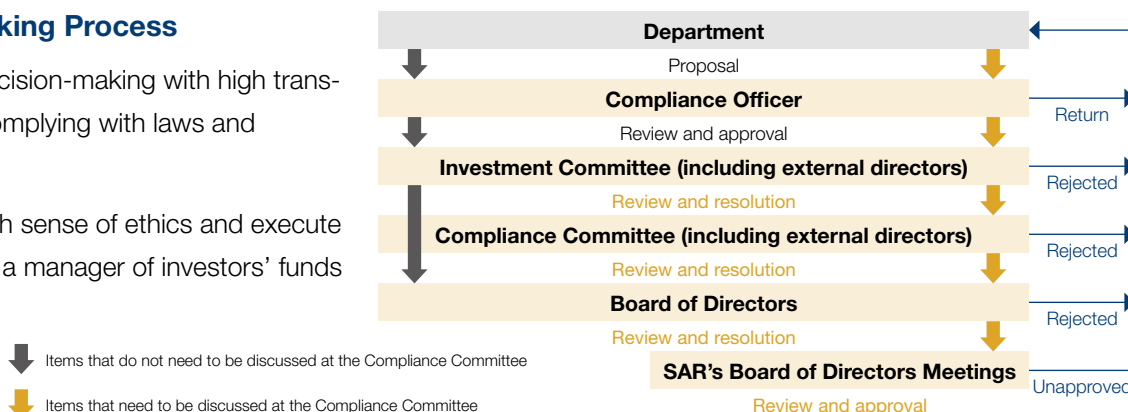 king Process
cision-making with high trans-
omplying with laws and
h sense of ethics and execute
a manager of investors' funds
Department
Proposal
Compliance Officer
Return
Review and approval
Investment Committee (including external directors)
Rejected
Review and resolution
Compliance Committee (including external directors)
Rejected
Review and resolution
Board of Directors
Rejected
Review and resolution
SAR's Board of Directors Meetings
Unapproved
Review and approval
Items that do not need to be discussed at the Compliance Committee
Items that need to be discussed at the Compliance Committee